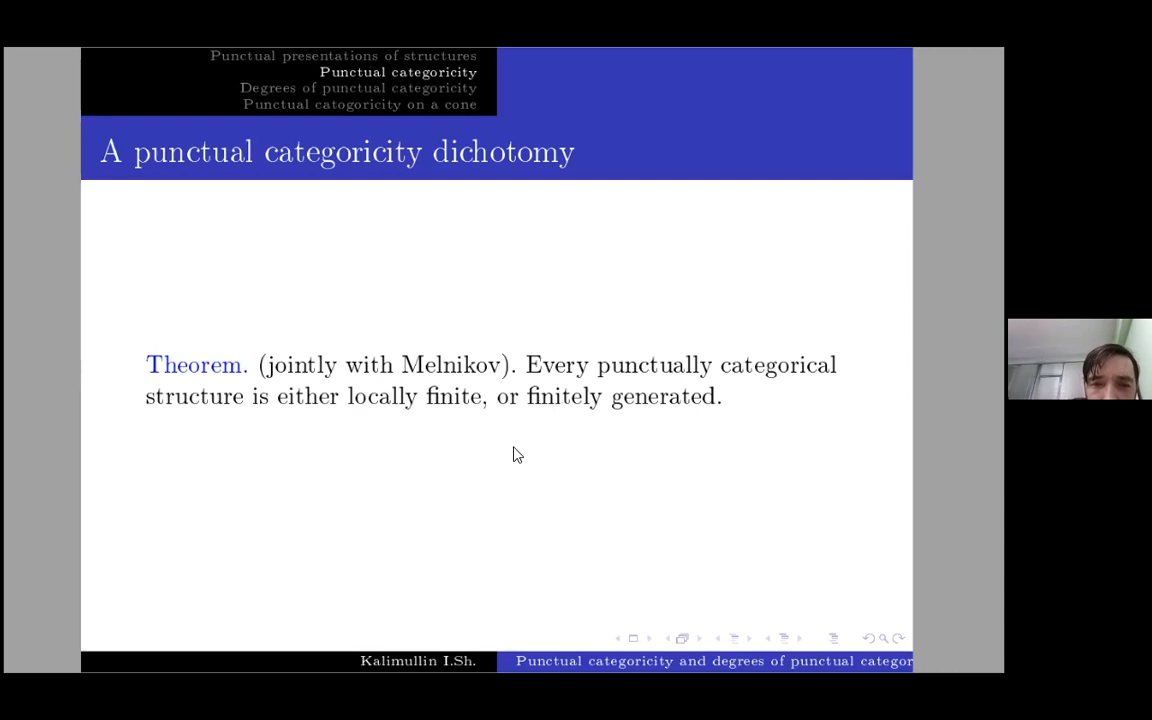 Punctual presentations of structures
Punctual categoricity
Degrees of punctual categoricity
Punctual catogoricity on a cone
A punctual categoricity dichotomy
Theorem. (jointly with Melnikov). Every punctually categorical
structure is either locally finite, or finitely generated.
Kalimullin I.Sh.
Punctual categoricity and degrees of punctual categor